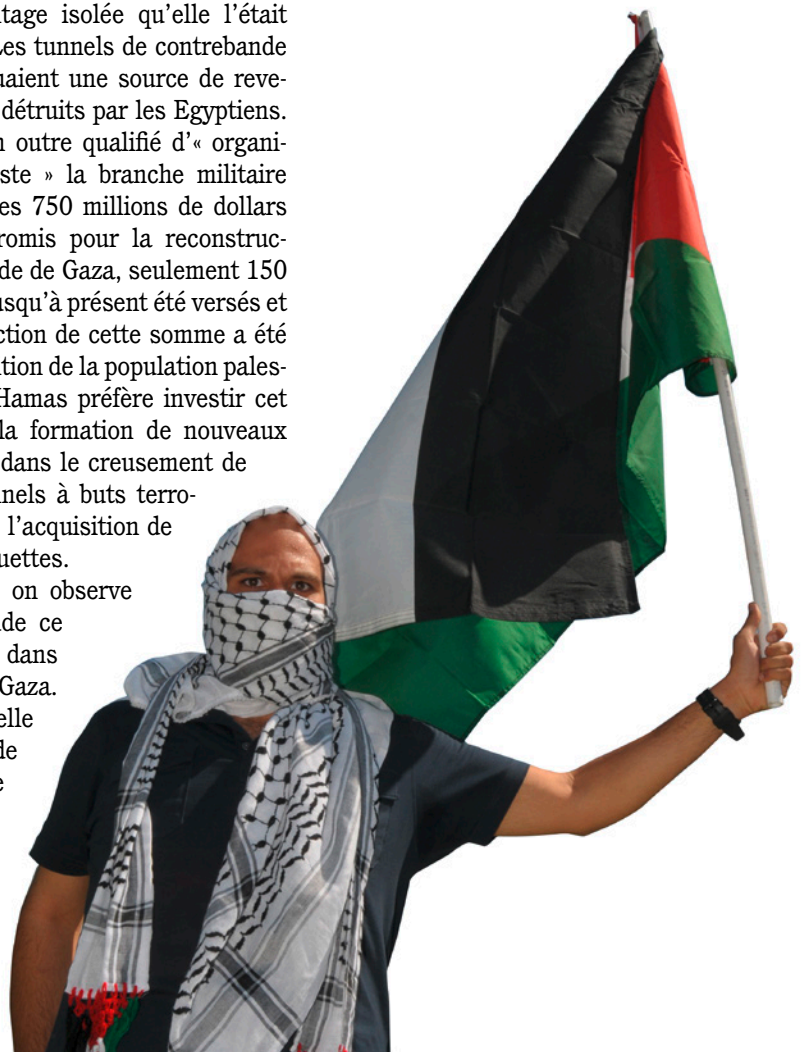 tage isolée qu'elle l'était
Les tunnels de contrebande
uaient une source de reve-
détruits par les Egyptiens.
n outre qualifié d'« organi-
ste » la branche militaire
es 750 millions de dollars
romis pour la reconstruc-
de de Gaza, seulement 150
usqu'à présent été versés et
ction de cette somme a été
tion de la population pales-
Hamas préfère investir cet
la formation de nouveaux
dans le creusement de
nels à buts terro-
l'acquisition de
uettes.
on observe
de ce
dans
Gaza.
elle
de
e